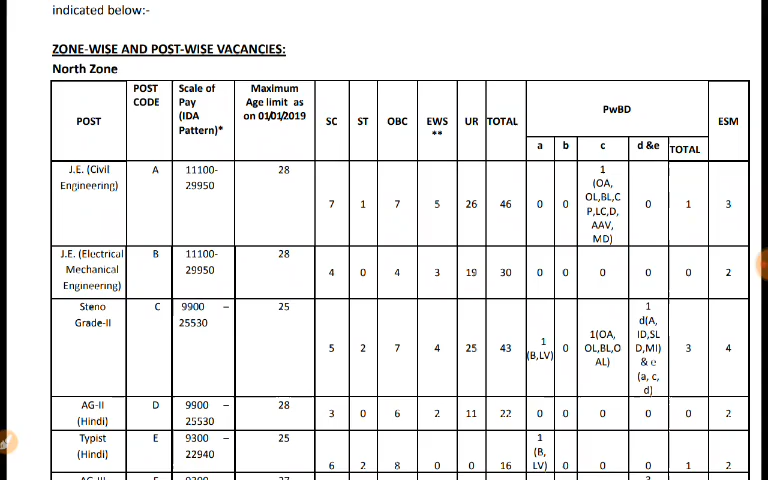 indicated below:-
ZONE-WISE AND POST-WISE VACANCIES:
North Zone
POST POST CODE Scale of Pay (IDA Pattern)* Maximum Age limit as on 01/01/2019 SC ST OBC EWS ** UR TOTAL PwBD ESM
a b c d &e TOTAL
J.E. (Civil Engineering) A 11100-29950 28 7 1 7 5 26 46 0 0 1 (OA, OL,BL,C P,LC,D, AAV, MD) 0 1 3
J.E. (Electrical Mechanical Engineering) B 11100-29950 28 4 0 4 3 19 30 0 0 0 0 0 2
Steno Grade-II C 9900 – 25530 25 5 2 7 4 25 43 1 (B,LV) 0 1(OA, OL,BL,O AL) 1 d(A, ID,SL D,MI) & e (a, c, d) 3 4
AG-II (Hindi) D 9900 – 25530 28 3 0 6 2 11 22 0 0 0 0 0 2
Typist (Hindi) E 9300 – 22940 25 6 2 8 0 0 16 1 (B, LV) 0 0 0 1 2